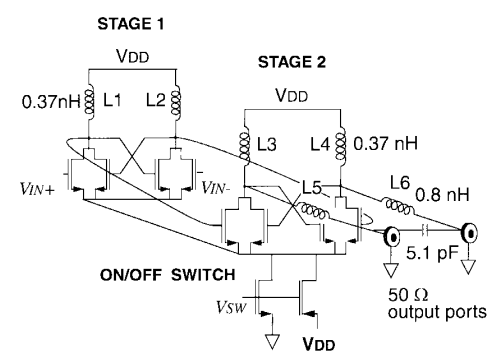 STAGE 1
VDD
STAGE 2
0.37nH L1 L2
VDD
L3 L4 0.37 nH
VIN+ VIN- L5 L6 0.8 nH
5.1 pF
ON/OFF SWITCH
50 Ω
output ports
VSW
VDD